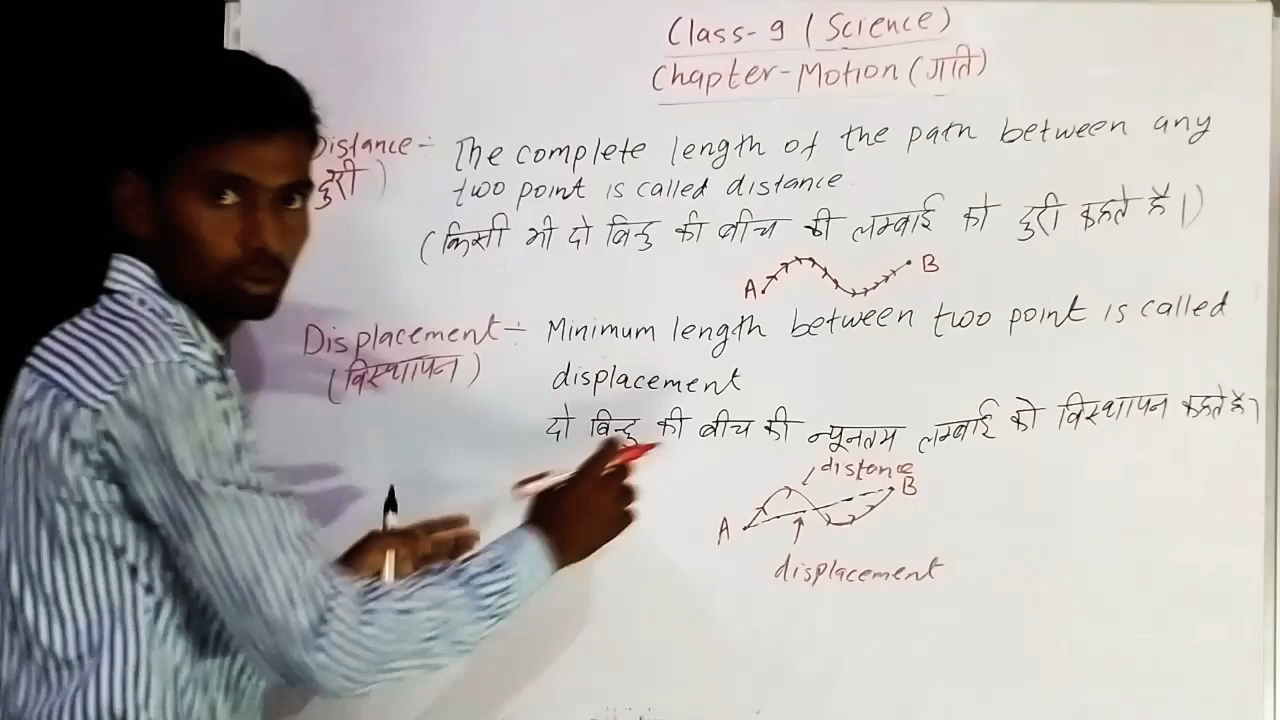 Class-9 (Science)
Chapter-Motion (गति)
Distance:- The complete length of the path between any
दुरी) two point is called distance.
(किसी भी दो बिन्दु की बीच की लम्बाई को दुरी कहते हैं।)
A B
Displacement:- Minimum length between two point is called
(विस्थापन) displacement
दो बिन्दु की बीच की न्यूनतम लम्बाई को विस्थापन कहते हैं।
distance
A B
displacement